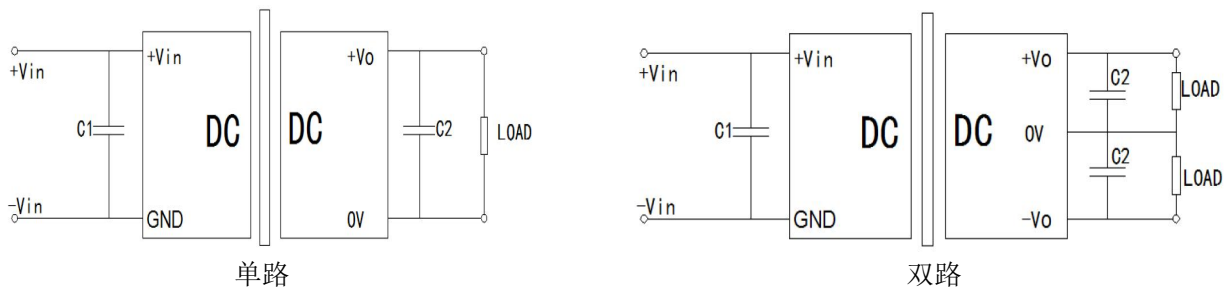 +Vin
C1
-Vin
+Vin
DC
GND
DC
+Vo
0V
C2
LOAD
单路
+Vin
C1
-Vin
+Vin
DC
GND
DC
+Vo
0V
-Vo
C2
C2
LOAD
LOAD
双路